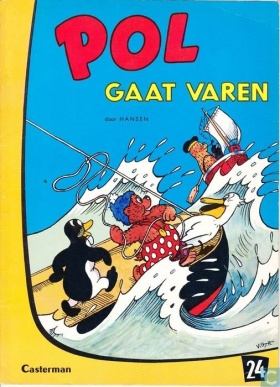 POL
GAAT VAREN
door HANSEN
Casterman
24